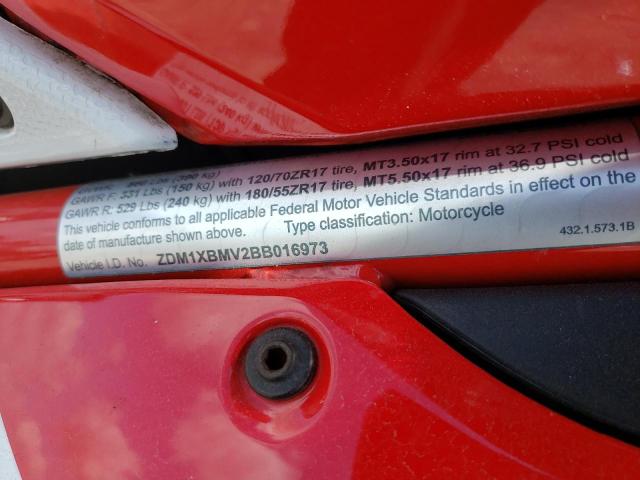 Lbs (390 kg)
GAWR F. 331 Lbs (150 kg) with 120/70ZR17 tire, MT3.50x17 rim at 32.7 PSI cold
GAWR R. 529 Lbs (240 kg) with 180/55ZR17 tire, MT5.50x17 rim at 36.9 PSI cold
This vehicle conforms to all applicable Federal Motor Vehicle Standards in effect on the
date of manufacture shown above. Type classification: Motorcycle
Vehicle I.D. No. ZDM1XBMV2BB016973 432.1.573.1B